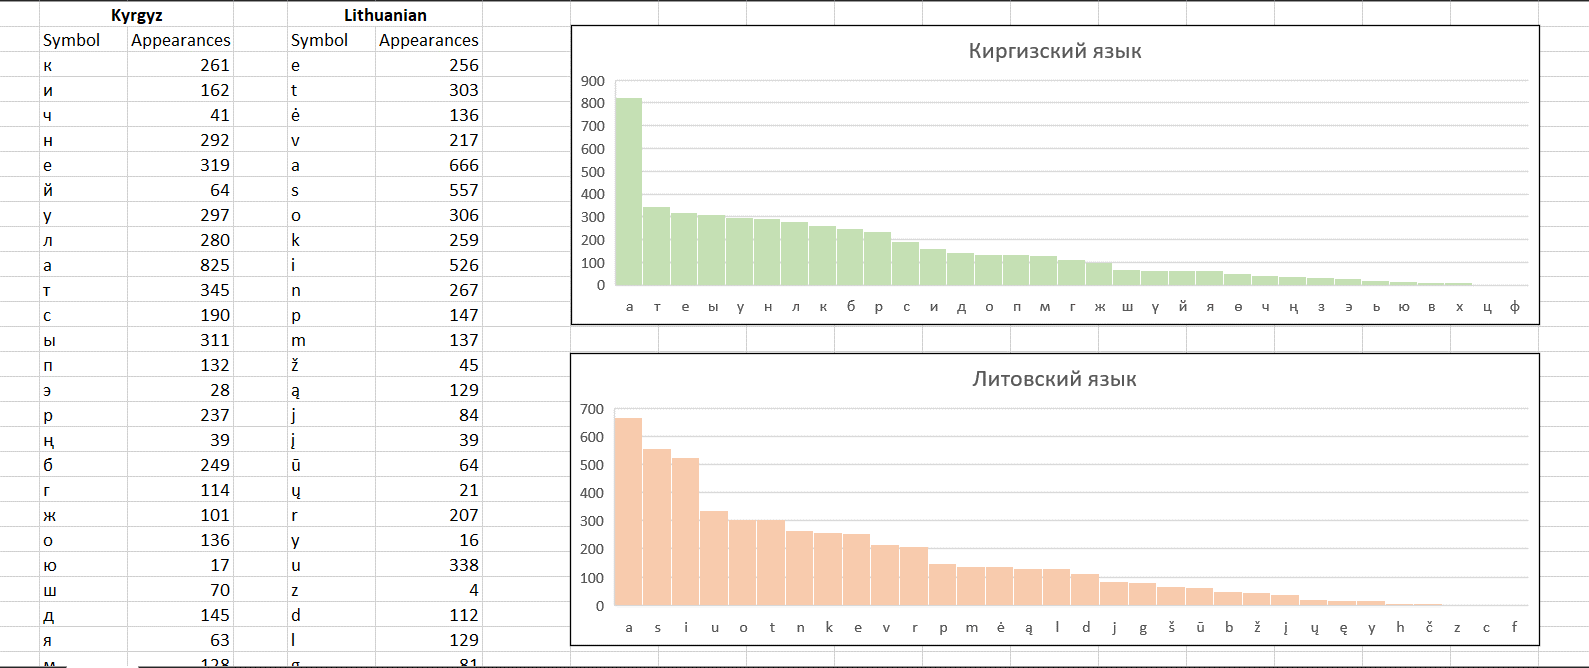 Kyrgyz Lithuanian
Symbol Appearances Symbol Appearances
к 261 e 256
и 162 t 303
ч 41 ė 136
н 292 v 217
е 319 a 666
й 64 s 557
у 297 o 306
л 280 k 259
а 825 i 526
т 345 n 267
с 190 p 147
ы 311 m 137
п 132 ž 45
э 28 ą 129
р 237 j 84
ң 39 į 39
б 249 ū 64
г 114 ų 21
ж 101 r 207
о 136 y 16
ю 17 u 338
ш 70 z 4
д 145 d 112
я 63 l 129
м 128 g 81
Киргизский язык
900
800
700
600
500
400
300
200
100
0
а т е ы у н л к б р с и д о п м г ж ш ү й я ө ч ң з э ь ю в х ц ф
Литовский язык
700
600
500
400
300
200
100
0
a s i u o t n k e v r p m ė ą l d j g š ū b ž į ų ę y h č z c f